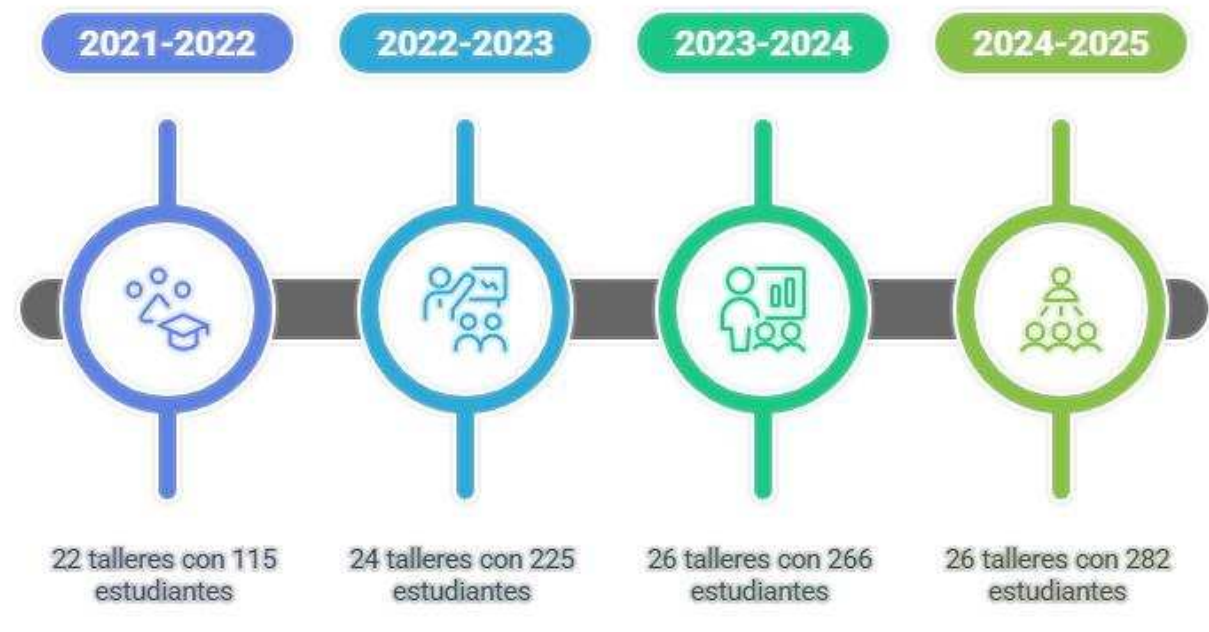 2021-2022
2022-2023
2023-2024
2024-2025
22 talleres con 115
estudiantes
24 talleres con 225
estudiantes
26 talleres con 266
estudiantes
26 talleres con 282
estudiantes